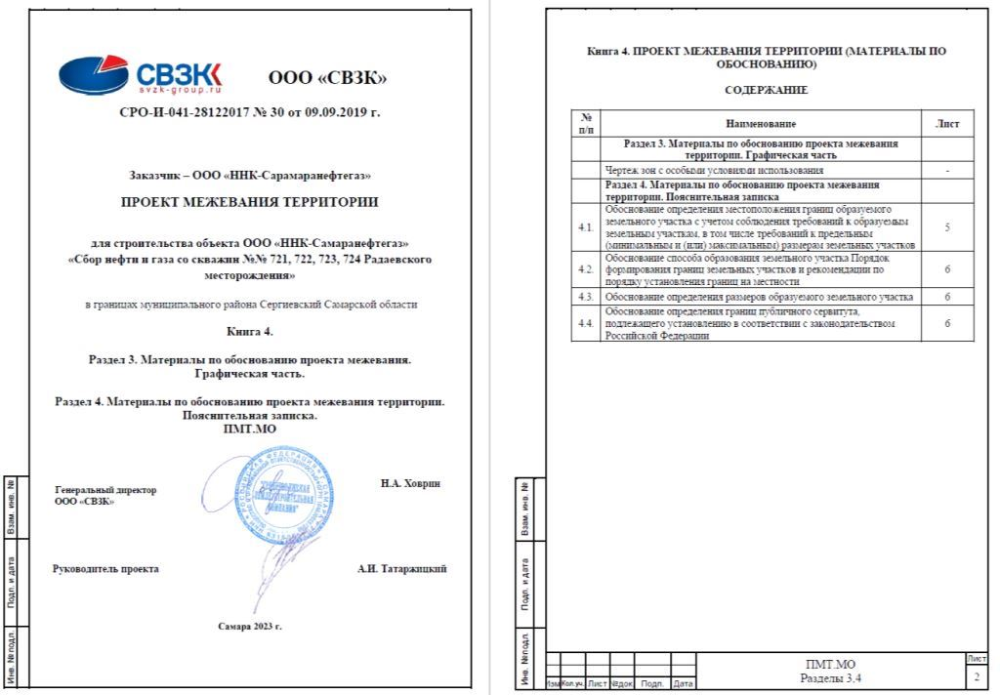 СВЗК
svzk-group.ru
ООО «СВЗК»
СРО-И-041-28122017 № 30 от 09.09.2019 г.
Заказчик – ООО «ННК-Сарамаранефтегаз»
ПРОЕКТ МЕЖЕВАНИЯ ТЕРРИТОРИИ
для строительства объекта ООО «ННК-Самаранефтегаз»
«Сбор нефти и газа со скважин №№ 721, 722, 723, 724 Радаевского
месторождения»
в границах муниципального района Сергиевский Самарской области
Книга 4.
Раздел 3. Материалы по обоснованию проекта межевания.
Графическая часть.
Раздел 4. Материалы по обоснованию проекта межевания территории.
Пояснительная записка.
ПМТ.МО
Генеральный директор
ООО «СВЗК»
Н.А. Ховрин
Руководитель проекта
А.И. Татаржицкий
Самара 2023 г.
Взам. инв. №
Подп. и дата
Инв. №подл.
Книга 4. ПРОЕКТ МЕЖЕВАНИЯ ТЕРРИТОРИИ (МАТЕРИАЛЫ ПО
ОБОСНОВАНИЮ)
СОДЕРЖАНИЕ
№ п/п Наименование Лист
Раздел 3. Материалы по обоснованию проекта межевания
территории. Графическая часть
Чертеж зон с особыми условиями использования -
Раздел 4. Материалы по обоснованию проекта межевания
территории. Пояснительная записка
Обоснование определения местоположения границ образуемого
4.1. земельного участка с учетом соблюдения требований к образуемым 5
земельным участкам, в том числе требований к предельным
(минимальным и (или) максимальным) размерам земельных участков
Обоснование способа образования земельного участка Порядок
4.2. формирования границ земельных участков и рекомендации по 6
порядку установления границ на местности
4.3. Обоснование определения размеров образуемого земельного участка 6
Обоснование определения границ публичного сервитута,
4.4. подлежащего установлению в соответствии с законодательством 6
Российской Федерации
Взам. инв. №
Подп. и дата
Инв. №подл.
Изм Кол.уч. Лист №док Подп. Дата
ПМТ.МО
Разделы 3,4
Лист
2